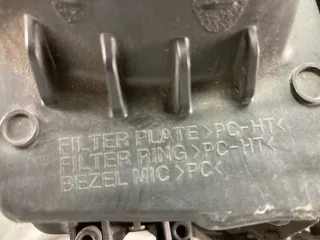 FILTER PLATE >PC-HT<
FILTER RING >PC-HT<
BEZEL MIC >PC<